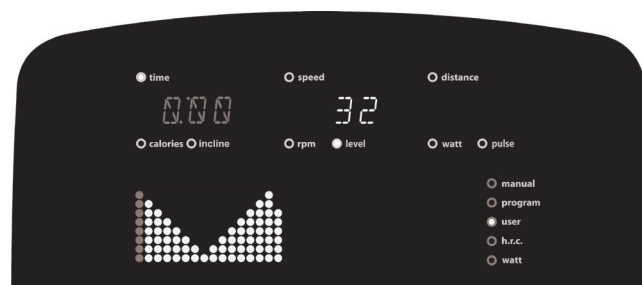 time speed distance
0:00 32
calories incline rpm level watt pulse
manual
program
user
h.r.c.
watt